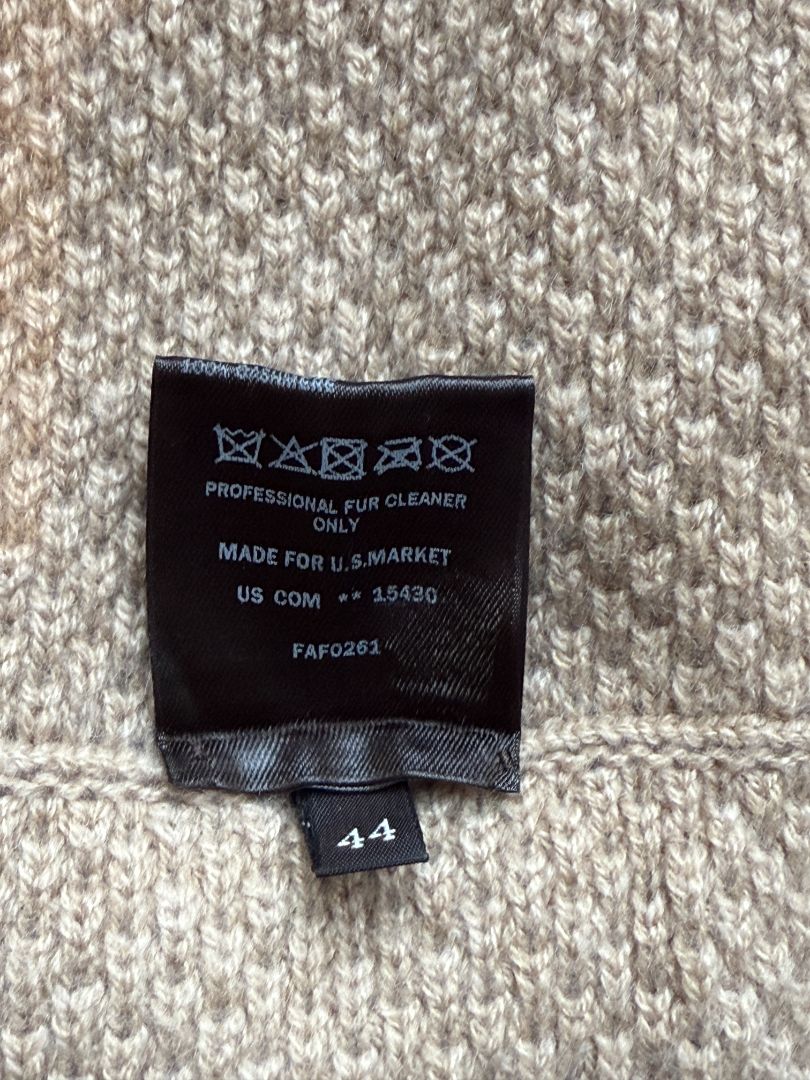 PROFESSIONAL FUR CLEANER
ONLY
MADE FOR U.S.MARKET
US COM ** 15430
FAF0261
44